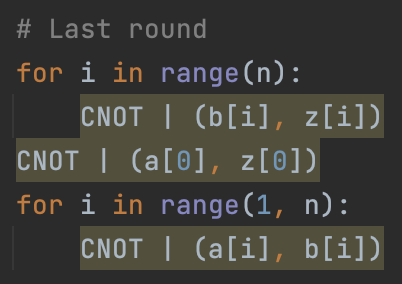 # Last round
for i in range(n):
    CNOT | (b[i], z[i])
CNOT | (a[0], z[0])
for i in range(1, n):
    CNOT | (a[i], b[i])